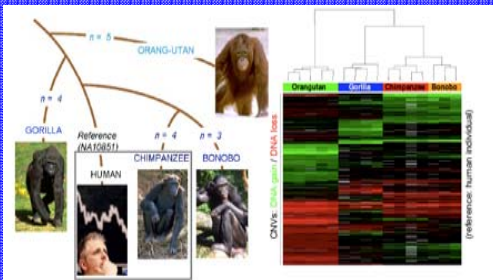 n = 5
ORANG-UTAN
n = 4
GORILLA
Reference
(NA10851)
HUMAN
n = 4
n = 3
CHIMPANZEE
BONOBO
Orangutan
Gorilla
Chimpanzee
Bonobo
CNVs: DNA gain / DNA loss
(reference: human individual)